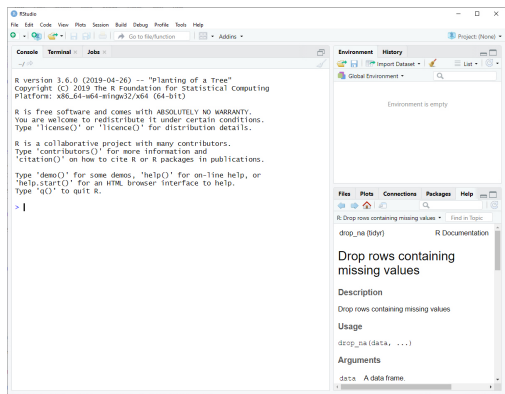 RStudio
File Edit Code View Plots Session Build Debug Profile Tools Help
Go to file/function Addins Project: (None)
Console Terminal Jobs
~/
R version 3.6.0 (2019-04-26) -- "Planting of a Tree"
Copyright (C) 2019 The R Foundation for Statistical Computing
Platform: x86_64-w64-mingw32/x64 (64-bit)
R is free software and comes with ABSOLUTELY NO WARRANTY.
You are welcome to redistribute it under certain conditions.
Type 'license()' or 'licence()' for distribution details.
R is a collaborative project with many contributors.
Type 'contributors()' for more information and
'citation()' on how to cite R or R packages in publications.
Type 'demo()' for some demos, 'help()' for on-line help, or
'help.start()' for an HTML browser interface to help.
Type 'q()' to quit R.
>
Environment History
Import Dataset List
Global Environment
Environment is empty
Files Plots Connections Packages Help
R: Drop rows containing missing values Find in Topic
drop_na {tidyr} R Documentation
Drop rows containing
missing values
Description
Drop rows containing missing values
Usage
drop_na(data, ...)
Arguments
data A data frame.